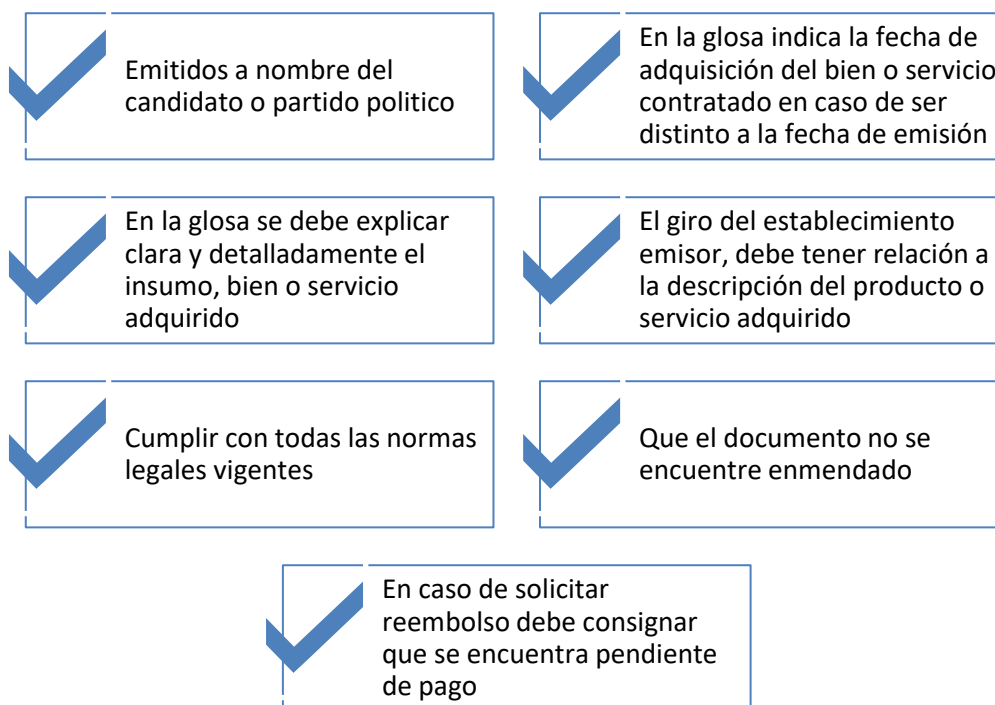 Emitidos a nombre del
candidato o partido politico
En la glosa indica la fecha de
adquisición del bien o servicio
contratado en caso de ser
distinto a la fecha de emisión
En la glosa se debe explicar
clara y detalladamente el
insumo, bien o servicio
adquirido
El giro del establecimiento
emisor, debe tener relación a
la descripción del producto o
servicio adquirido
Cumplir con todas las normas
legales vigentes
Que el documento no se
encuentre enmendado
En caso de solicitar
reembolso debe consignar
que se encuentra pendiente
de pago